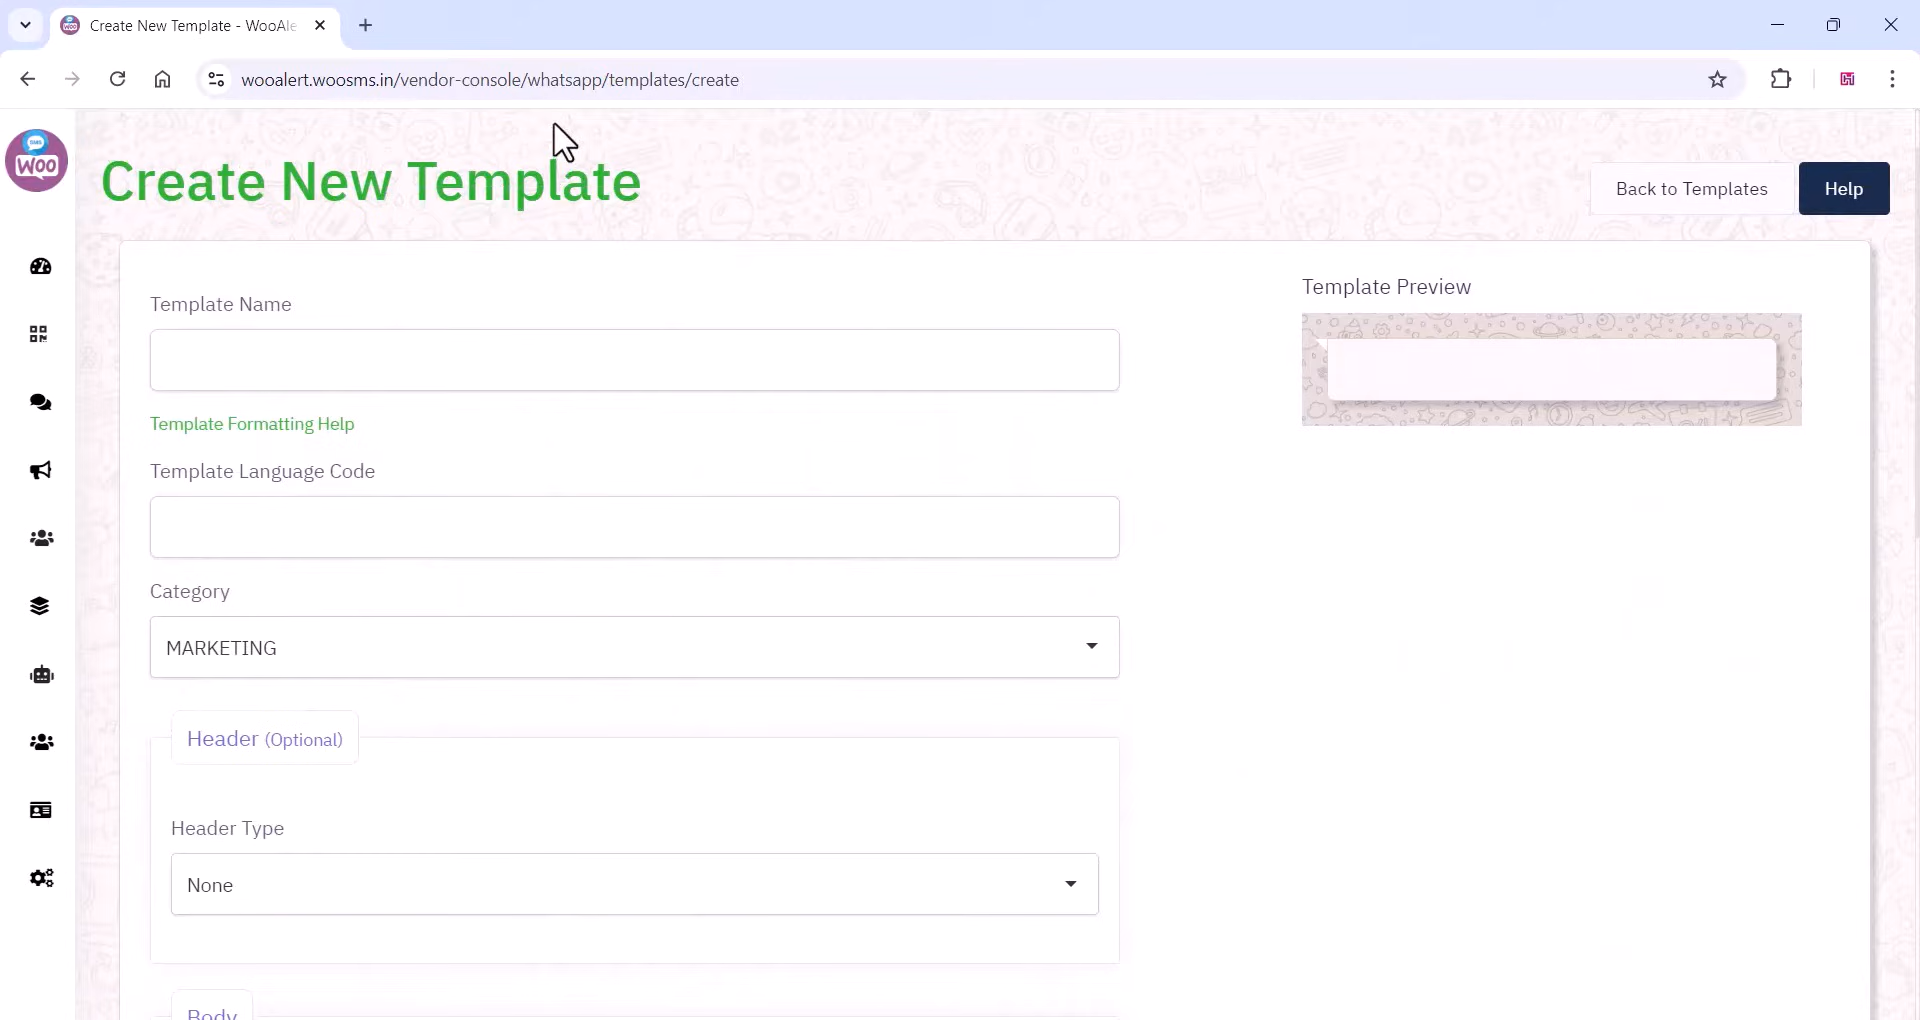 Create New Template - WooAle
wooalert.woosms.in/vendor-console/whatsapp/templates/create
SMS
WOO
Create New Template
Back to Templates
Help
Template Name
Template Preview
Template Formatting Help
Template Language Code
Category
MARKETING
Header (Optional)
Header Type
None
Body